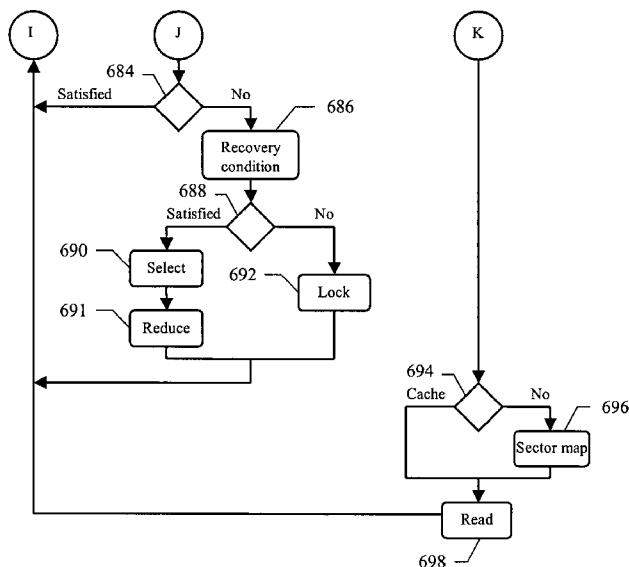 I
J
K
684
Satisfied
No
686
Recovery
condition
688
Satisfied
No
690
Select
692
Lock
691
Reduce
694
Cache
No
696
Sector map
Read
698